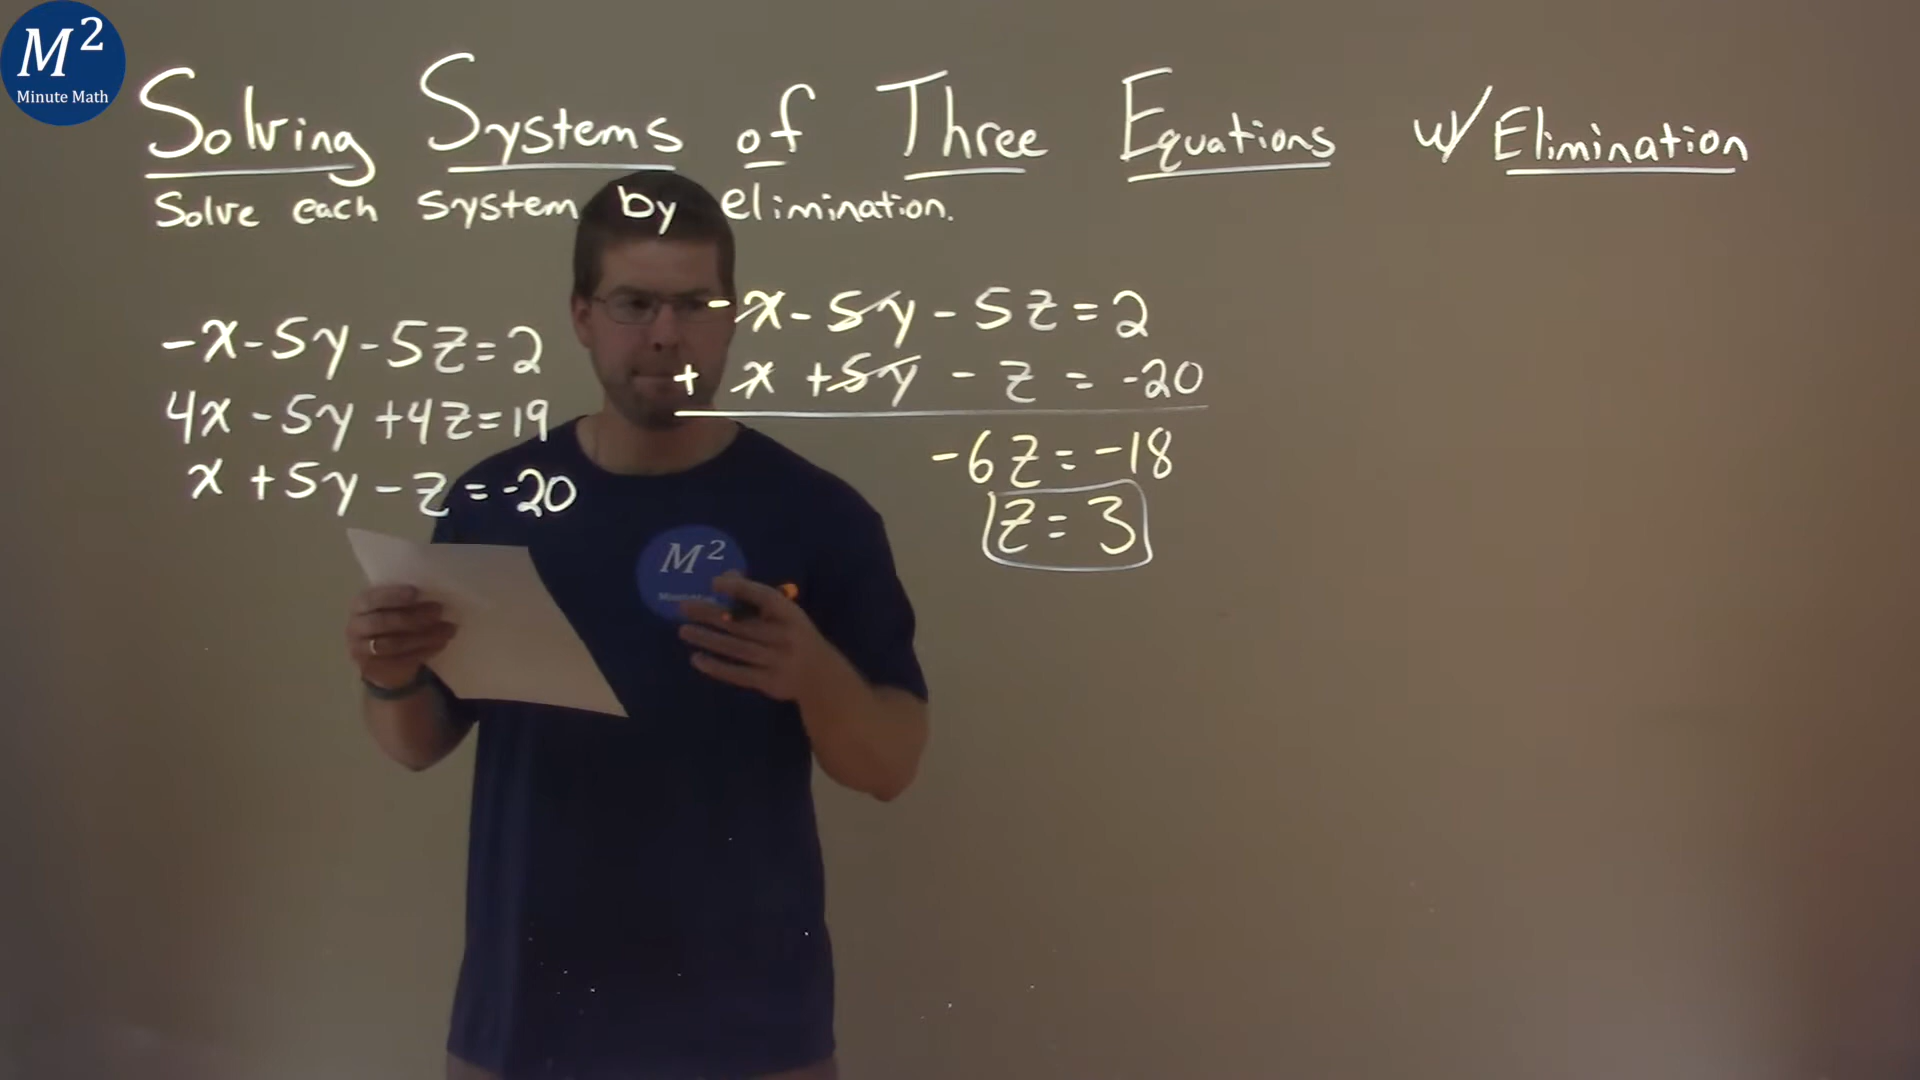 M²
Minute Math
Solving Systems of Three Equations w/ Elimination
Solve each system by elimination.
-x-5y-5z=2
4x-5y+4z=19
x+5y-z=-20
-x-5y-5z=2
+ x+5y-z=-20
-6z=-18
z=3
M²